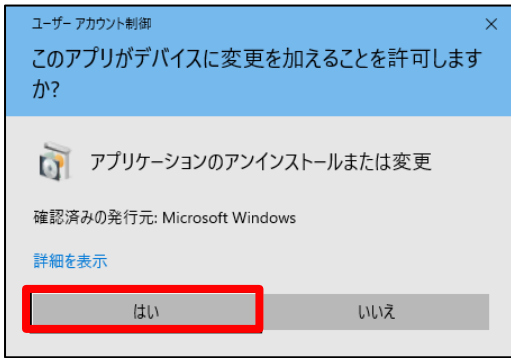 ユーザー アカウント制御
このアプリがデバイスに変更を加えることを許可します
か?
アプリケーションのアンインストールまたは変更
確認済みの発行元: Microsoft Windows
詳細を表示
はい いいえ